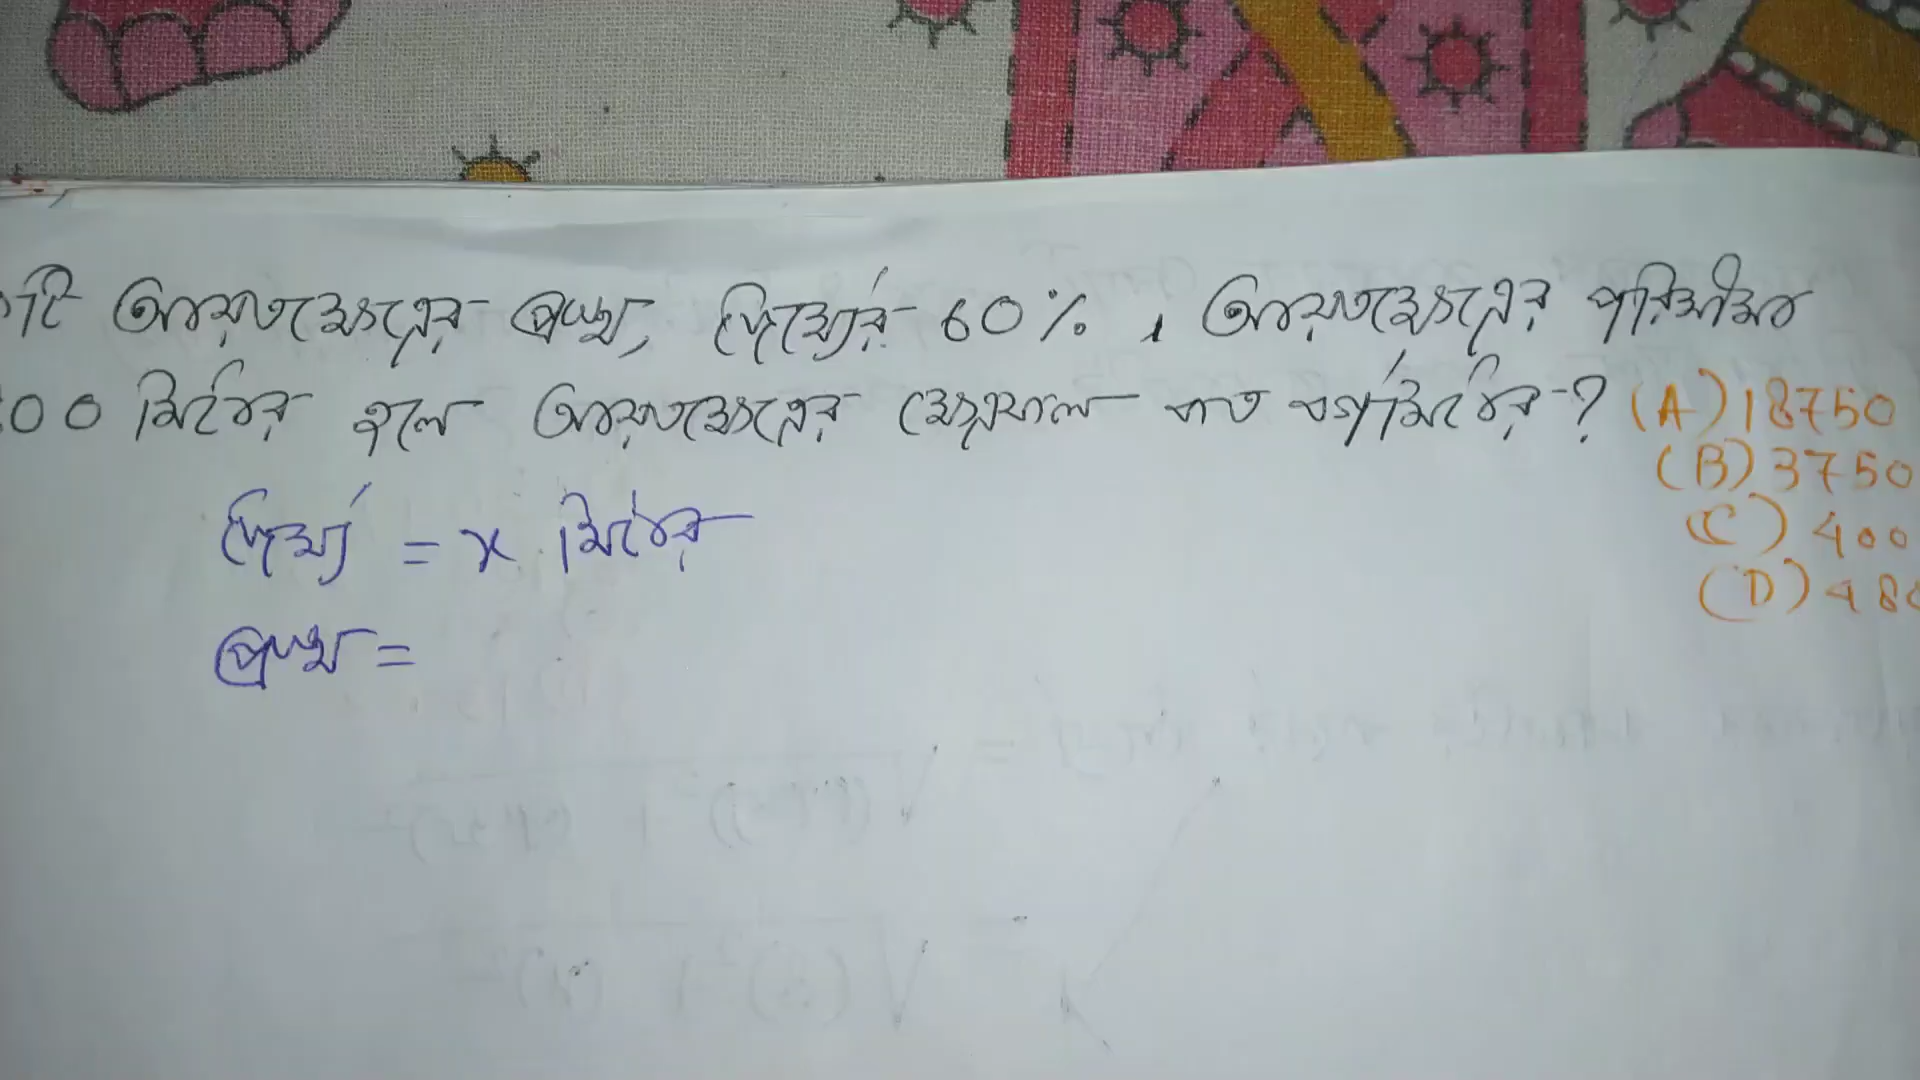 টি আয়তক্ষেত্রের প্রস্থ, দৈর্ঘ্যের 60%, আয়তক্ষেত্রের পরিসীমা
00 মিটার হলে আয়তক্ষেত্রের ক্ষেত্রফল কত বর্গমিটার ? (A) 18750
(B) 3750
(C) 400
(D) 48
দৈর্ঘ্য = x মিটার
প্রস্থ =